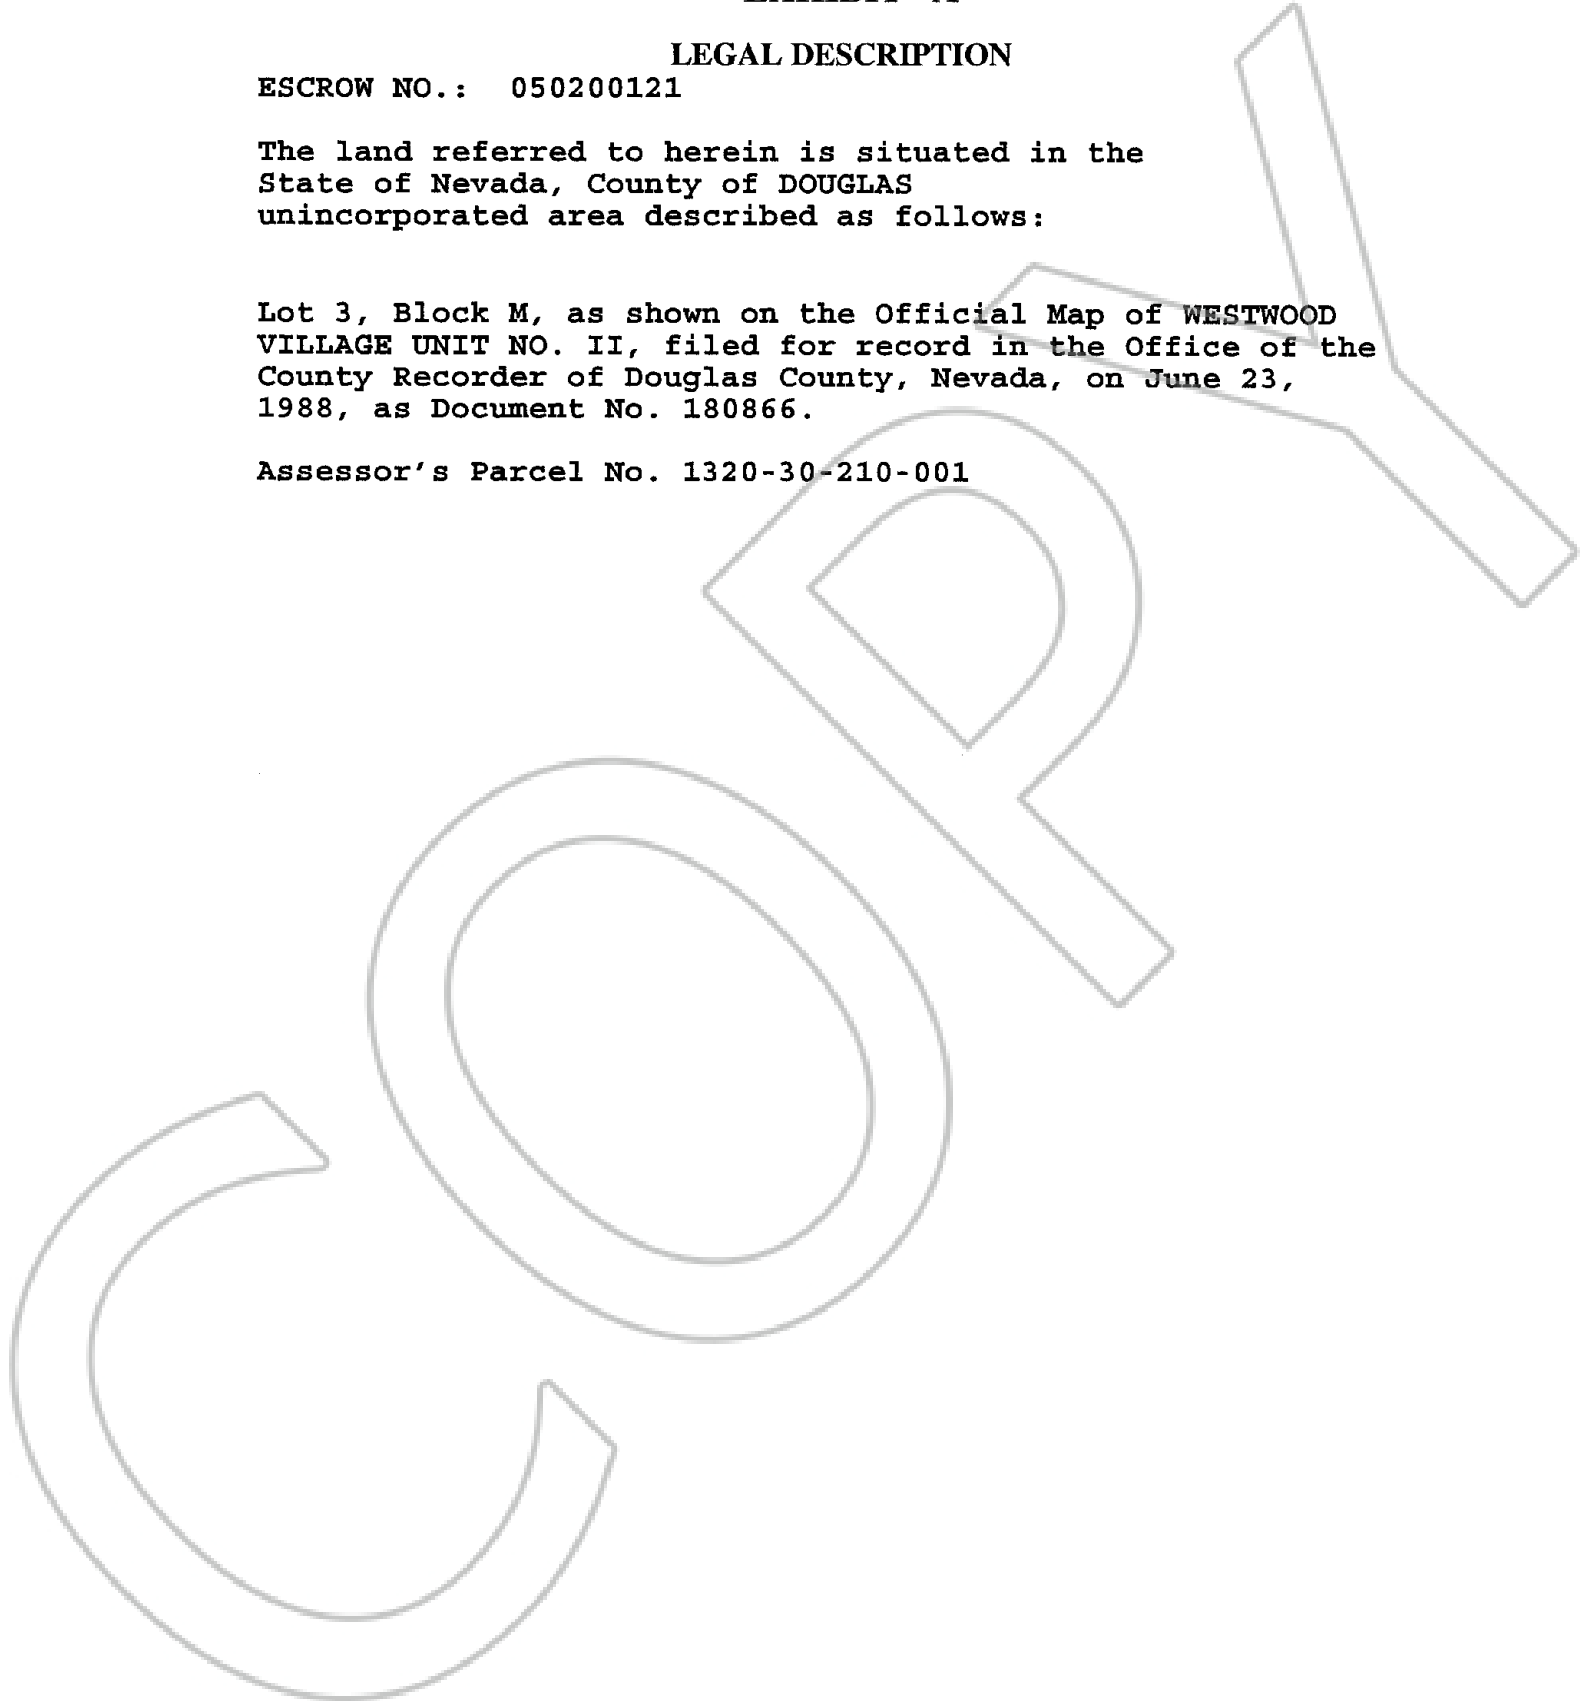 LEGAL DESCRIPTION
ESCROW NO.: 050200121
The land referred to herein is situated in the
State of Nevada, County of DOUGLAS
unincorporated area described as follows:
Lot 3, Block M, as shown on the Official Map of WESTWOOD
VILLAGE UNIT NO. II, filed for record in the Office of the
County Recorder of Douglas County, Nevada, on June 23,
1988, as Document No. 180866.
Assessor's Parcel No. 1320-30-210-001
COPY